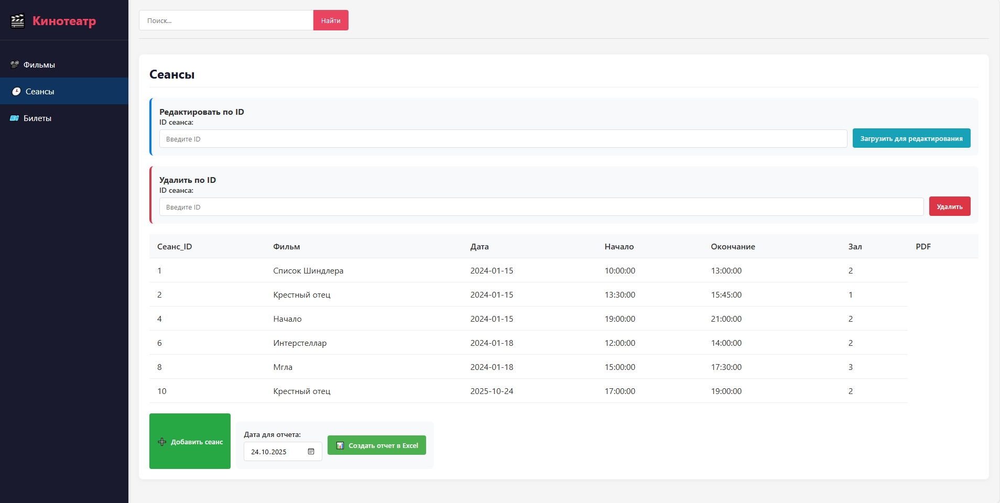 Кинотеатр
Поиск...
Найти
Фильмы
Сеансы
Билеты
Сеансы
Редактировать по ID
ID сеанса:
Введите ID
Загрузить для редактирования
Удалить по ID
ID сеанса:
Введите ID
Удалить
Сеанс_ID Фильм Дата Начало Окончание Зал PDF
1 Список Шиндлера 2024-01-15 10:00:00 13:00:00 2
2 Крестный отец 2024-01-15 13:30:00 15:45:00 1
4 Начало 2024-01-15 19:00:00 21:00:00 2
6 Интерстеллар 2024-01-18 12:00:00 14:00:00 2
8 Мгла 2024-01-18 15:00:00 17:30:00 3
10 Крестный отец 2025-10-24 17:00:00 19:00:00 2
Добавить сеанс
Дата для отчета:
24.10.2025
Создать отчет в Excel